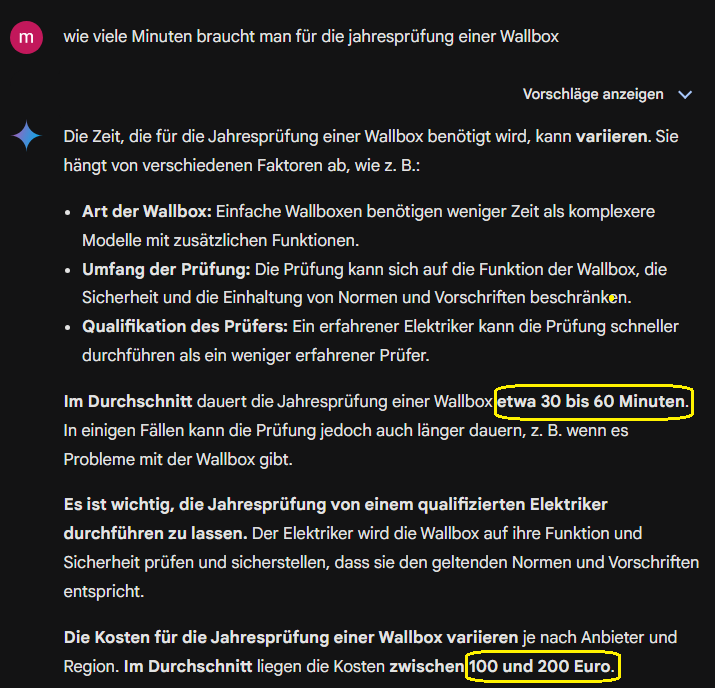 m
wie viele Minuten braucht man für die jahresprüfung einer Wallbox
Vorschläge anzeigen
Die Zeit, die für die Jahresprüfung einer Wallbox benötigt wird, kann variieren. Sie
hängt von verschiedenen Faktoren ab, wie z. B.:
• Art der Wallbox: Einfache Wallboxen benötigen weniger Zeit als komplexere
Modelle mit zusätzlichen Funktionen.
• Umfang der Prüfung: Die Prüfung kann sich auf die Funktion der Wallbox, die
Sicherheit und die Einhaltung von Normen und Vorschriften beschränken.
• Qualifikation des Prüfers: Ein erfahrener Elektriker kann die Prüfung schneller
durchführen als ein weniger erfahrener Prüfer.
Im Durchschnitt dauert die Jahresprüfung einer Wallbox etwa 30 bis 60 Minuten.
In einigen Fällen kann die Prüfung jedoch auch länger dauern, z. B. wenn es
Probleme mit der Wallbox gibt.
Es ist wichtig, die Jahresprüfung von einem qualifizierten Elektriker
durchführen zu lassen. Der Elektriker wird die Wallbox auf ihre Funktion und
Sicherheit prüfen und sicherstellen, dass sie den geltenden Normen und Vorschriften
entspricht.
Die Kosten für die Jahresprüfung einer Wallbox variieren je nach Anbieter und
Region. Im Durchschnitt liegen die Kosten zwischen 100 und 200 Euro.